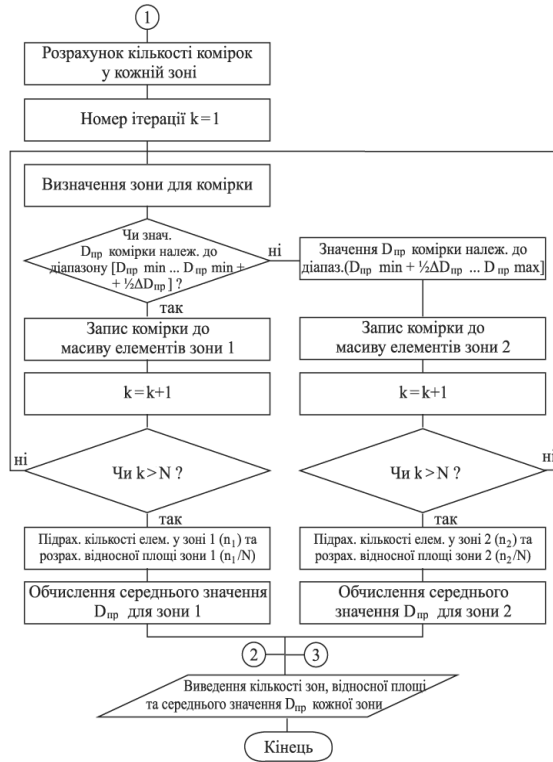 1
Розрахунок кількості комірок
у кожній зоні
Номер ітерації k=1
Визначення зони для комірки
Чи знач.
Dпр комірки належ. до
діапазону [Dпр min ... Dпр min +
+ ½ΔDпр] ?
ні
Значення Dпр комірки належ. до
діапаз.(Dпр min + ½ΔDпр ... Dпр max]
так
Запис комірки до
масиву елементів зони 1
Запис комірки до
масиву елементів зони 2
k=k+1
k=k+1
ні
Чи k>N ?
Чи k>N ?
ні
так
так
Підрах. кількості елем. у зоні 1 (n₁) та
розрах. відносної площі зони 1 (n₁/N)
Підрах. кількості елем. у зоні 2 (n₂) та
розрах. відносної площі зони 2 (n₂/N)
Обчислення середнього значення
Dпр для зони 1
Обчислення середнього
значення Dпр для зони 2
2
3
Виведення кількості зон, відносної площі
та середнього значення Dпр кожної зони
Кінець